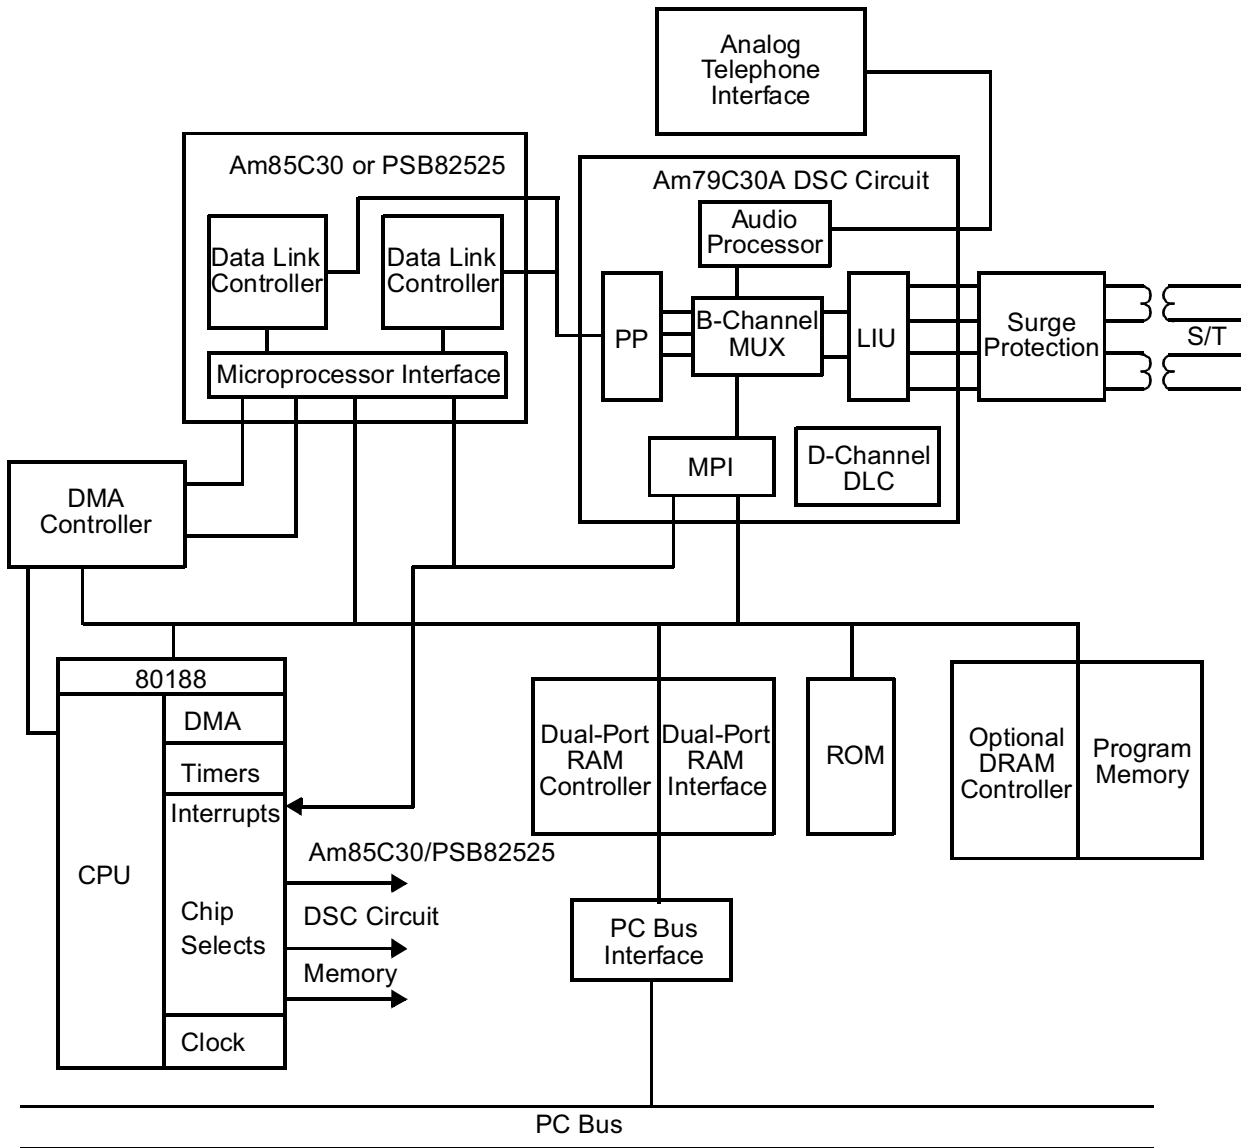 Analog
Telephone
Interface
Am85C30 or PSB82525
Am79C30A DSC Circuit
Audio
Processor
Data Link
Controller
Data Link
Controller
PP
B-Channel
MUX
LIU
Surge
Protection
S/T
Microprocessor Interface
MPI
D-Channel
DLC
DMA
Controller
80188
DMA
Timers
Interrupts
CPU
Chip
Selects
Clock
Am85C30/PSB82525
DSC Circuit
Memory
Dual-Port
RAM
Controller
Dual-Port
RAM
Interface
ROM
Optional
DRAM
Controller
Program
Memory
PC Bus
Interface
PC Bus